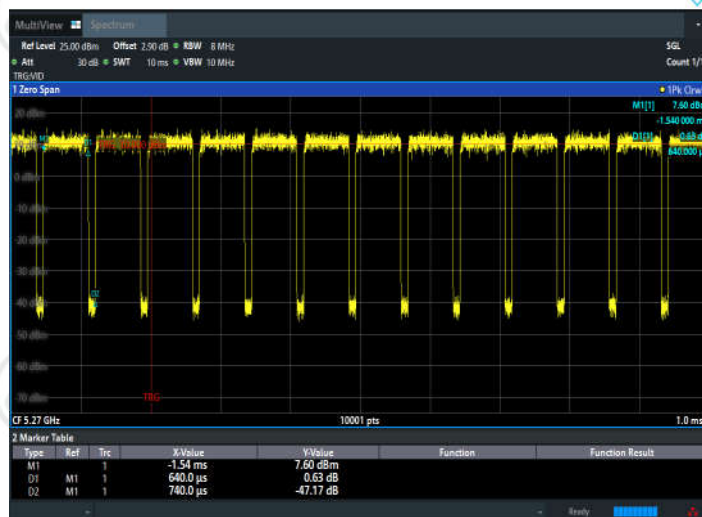 MultiView Spectrum
Ref Level 25.00 dBm Offset 2.90 dB RBW 8 MHz SGL
Att 30 dB SWT 10 ms VBW 10 MHz Count 1/1
TRG:VID
1 Zero Span 1Pk Clrw
M1[1] 7.60 dBm
-1.540 000 m
D1[1] 0.63 d
640.000 µs
20 dBm
M1
D1
0 dBm
-10 dBm
-20 dBm
-30 dBm
D2
-40 dBm
-50 dBm
-60 dBm
-70 dBm
TRG
CF 5.27 GHz 10001 pts 1.0 ms
2 Marker Table
Type Ref Trc X-Value Y-Value Function Function Result
M1 1 -1.54 ms 7.60 dBm
D1 M1 1 640.0 µs 0.63 dB
D2 M1 1 740.0 µs -47.17 dB
Ready